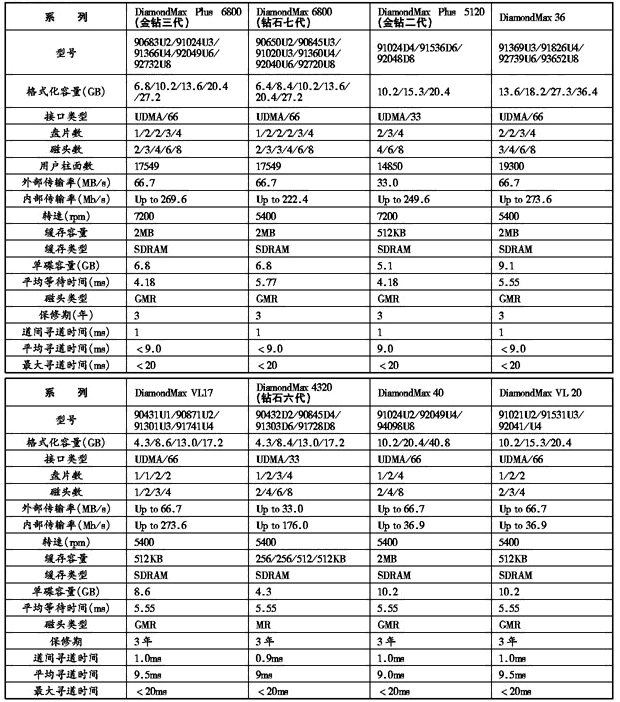 系 列 DiamondMax Plus 6800 DiamondMax 6800 DiamondMax Plus 5120 DiamondMax 36
(金钻三代) (钻石七代) (金钻二代)
型号 90683U2/91024U3/ 90650U2/90845U3/ 91024D4/91536D6/ 91369U3/91826U4/
91366U4/92049U6/ 91020U3/91360U4/ 92048D8 92739U6/93652U8
92732U8 92040U6/92720U8
格式化容量(GB) 6.8/10.2/13.6/20.4 6.4/8.4/10.2/13.6/ 10.2/15.3/20.4 13.6/18.2/27.3/36.4
/27.2 20.4/27.2
接口类型 UDMA/66 UDMA/66 UDMA/33 UDMA/66
盘片数 1/2/2/3/4 1/2/2/2/3/4 2/3/4 2/2/3/4
磁头数 2/3/4/6/8 2/3/3/4/6/8 4/6/8 3/4/6/8
用户柱面数 17549 17549 14850 19300
外部传输率(MB/s) 66.7 66.7 33.0 66.7
内部传输率(Mb/s) Up to 269.6 Up to 222.4 Up to 249.6 Up to 273.6
转速(rpm) 7200 5400 7200 5400
缓存容量 2MB 2MB 512KB 2MB
缓存类型 SDRAM SDRAM SDRAM SDRAM
单碟容量(GB) 6.8 6.8 5.1 9.1
平均等待时间(ms) 4.18 5.77 4.18 5.55
磁头类型 GMR GMR GMR GMR
保修期(年) 3 3 3 3
道间寻道时间(ms) 1 1 1 1
平均寻道时间(ms) <9.0 <9.0 9.0 <9.0
最大寻道时间(ms) <20 <20 <20 <20
系 列 DiamondMax VL17 DiamondMax 4320 DiamondMax 40 DiamondMax VL 20
(钻石六代)
型号 90431U1/90871U2/ 90432D2/90845D4/ 91024U2/92049U4/ 91021U2/91531U3/
91301U3/91741U4 91303D6/91728D8 94098U8 92041/U4
格式化容量(GB) 4.3/8.6/13.0/17.2 4.3/8.4/13.0/17.2 10.2/20.4/40.8 10.2/15.3/20.4
接口类型 UDMA/66 UDMA/33 UDMA/66 UDMA/66
盘片数 1/1/2/2 1/2/3/4 1/2/4 1/2/2
磁头数 1/2/3/4 2/4/6/8 2/4/8 2/3/4
外部传输率(MB/s) Up to 66.7 Up to 33.0 Up to 66.7 Up to 66.7
内部传输率(Mb/s) Up to 273.6 Up to 176.0 Up to 36.9 Up to 36.9
转速(rpm) 5400 5400 5400 5400
缓存容量 512KB 256/256/512/512KB 2MB 512KB
缓存类型 SDRAM SDRAM SDRAM SDRAM
单碟容量(GB) 8.6 4.3 10.2 10.2
平均等待时间(ms) 5.55 5.55 5.55 5.55
磁头类型 GMR MR GMR GMR
保修期 3年 3年 3年 3年
道间寻道时间 1.0ms 0.9ms 1.0ms 1.0ms
平均寻道时间 9.5ms 9ms 9.0ms 9.5ms
最大寻道时间 <20ms <20ms <20ms <20ms